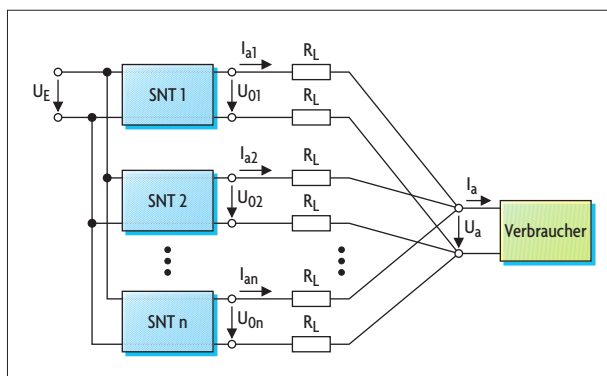 I_a1 R_L
U_E SNT 1 U_01 R_L
I_a2 R_L
SNT 2 U_02 R_L
I_a U_a Verbraucher
I_an R_L
SNT n U_0n R_L